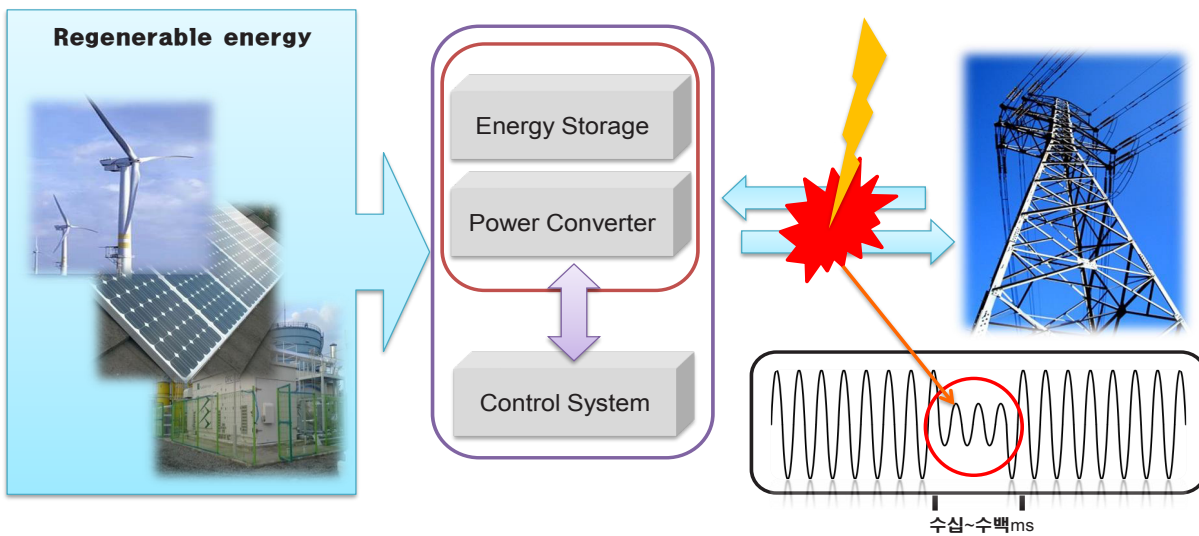 Regenerable energy
Energy Storage
Power Converter
Control System
수십~수백ms